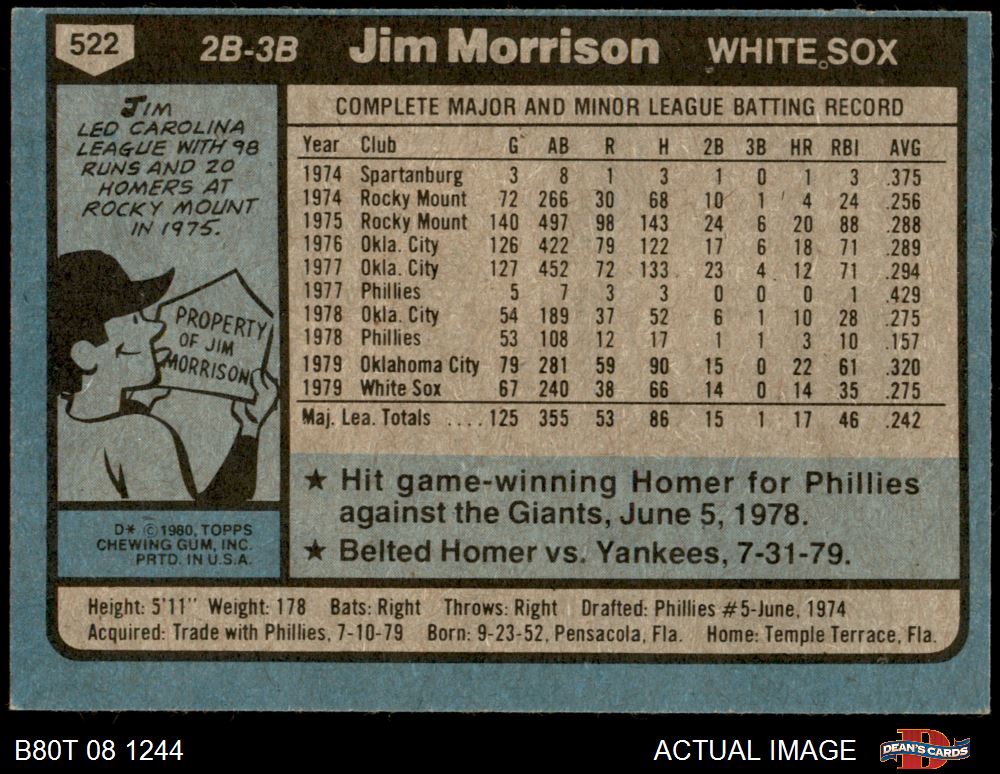 522 2B-3B Jim Morrison WHITE SOX
JIM
LED CAROLINA
LEAGUE WITH 98
RUNS AND 20
HOMERS AT
ROCKY MOUNT
IN 1975.
PROPERTY
OF JIM
MORRISON
D* © 1980, TOPPS
CHEWING GUM, INC.
PRTD. IN U.S.A.
COMPLETE MAJOR AND MINOR LEAGUE BATTING RECORD
Year Club G AB R H 2B 3B HR RBI AVG
1974 Spartanburg 3 8 1 3 1 0 1 3 .375
1974 Rocky Mount 72 266 30 68 10 1 4 24 .256
1975 Rocky Mount 140 497 98 143 24 6 20 88 .288
1976 Okla. City 126 422 79 122 17 6 18 71 .289
1977 Okla. City 127 452 72 133 23 4 12 71 .294
1977 Phillies 5 7 3 3 0 0 0 1 .429
1978 Okla. City 54 189 37 52 6 1 10 28 .275
1978 Phillies 53 108 12 17 1 1 3 10 .157
1979 Oklahoma City 79 281 59 90 15 0 22 61 .320
1979 White Sox 67 240 38 66 14 0 14 35 .275
Maj. Lea. Totals .... 125 355 53 86 15 1 17 46 .242
★ Hit game-winning Homer for Phillies
against the Giants, June 5, 1978.
★ Belted Homer vs. Yankees, 7-31-79.
Height: 5'11" Weight: 178 Bats: Right Throws: Right Drafted: Phillies #5-June, 1974
Acquired: Trade with Phillies, 7-10-79 Born: 9-23-52, Pensacola, Fla. Home: Temple Terrace, Fla.
B80T 08 1244 ACTUAL IMAGE DEAN'S CARDS